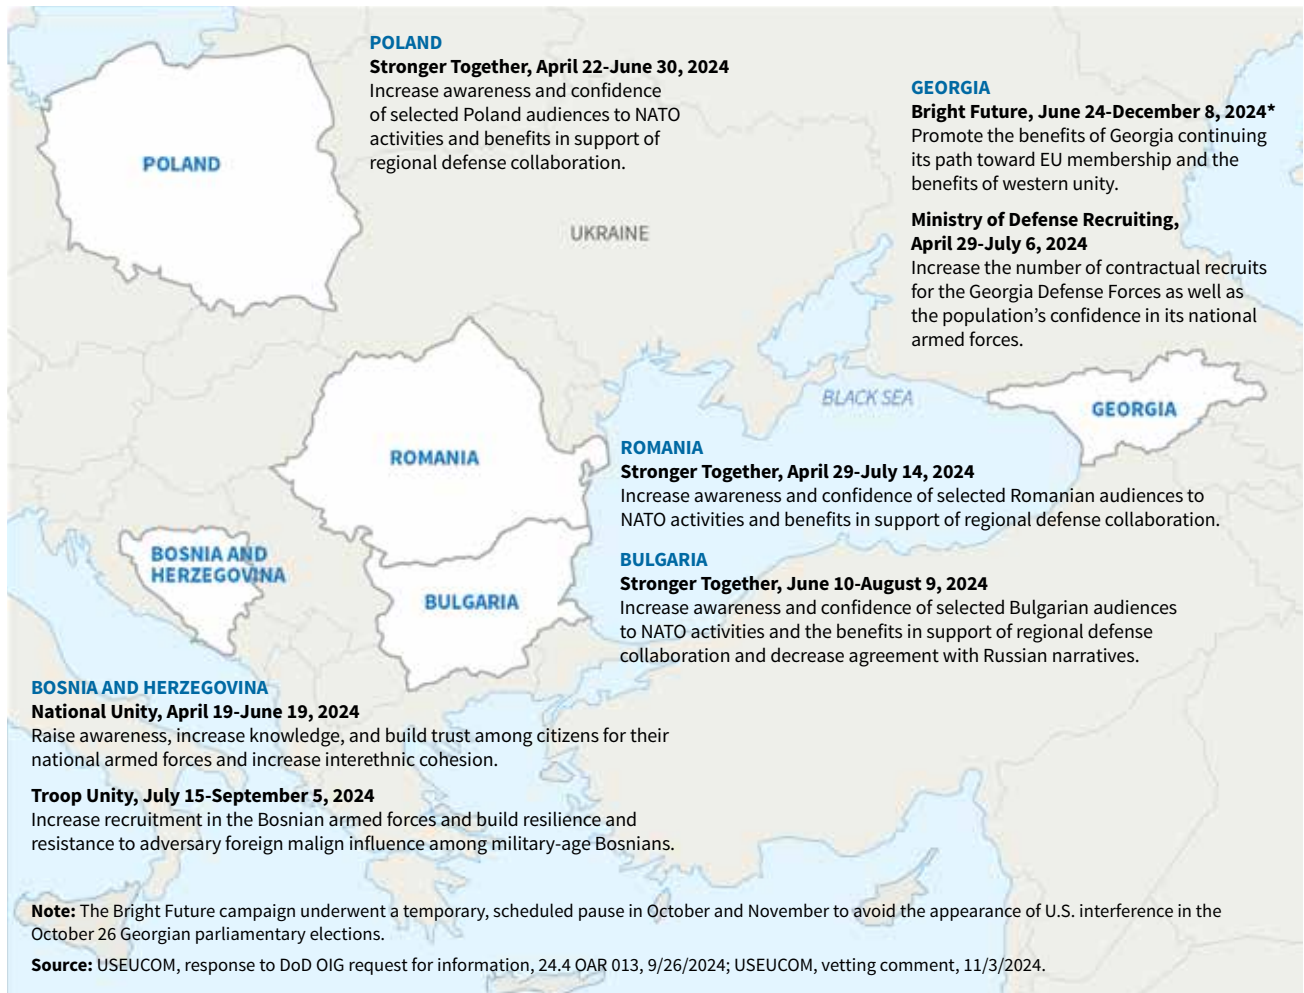 POLAND
Stronger Together, April 22-June 30, 2024
Increase awareness and confidence
of selected Poland audiences to NATO
activities and benefits in support of
regional defense collaboration.
GEORGIA
Bright Future, June 24-December 8, 2024*
Promote the benefits of Georgia continuing
its path toward EU membership and the
benefits of western unity.
Ministry of Defense Recruiting,
April 29-July 6, 2024
Increase the number of contractual recruits
for the Georgia Defense Forces as well as
the population’s confidence in its national
armed forces.
POLAND
UKRAINE
BLACK SEA
GEORGIA
ROMANIA
ROMANIA
Stronger Together, April 29-July 14, 2024
Increase awareness and confidence of selected Romanian audiences to
NATO activities and benefits in support of regional defense collaboration.
BOSNIA AND
HERZEGOVINA
BULGARIA
BULGARIA
Stronger Together, June 10-August 9, 2024
Increase awareness and confidence of selected Bulgarian audiences
to NATO activities and the benefits in support of regional defense
collaboration and decrease agreement with Russian narratives.
BOSNIA AND HERZEGOVINA
National Unity, April 19-June 19, 2024
Raise awareness, increase knowledge, and build trust among citizens for their
national armed forces and increase interethnic cohesion.
Troop Unity, July 15-September 5, 2024
Increase recruitment in the Bosnian armed forces and build resilience and
resistance to adversary foreign malign influence among military-age Bosnians.
Note: The Bright Future campaign underwent a temporary, scheduled pause in October and November to avoid the appearance of U.S. interference in the
October 26 Georgian parliamentary elections.
Source: USEUCOM, response to DoD OIG request for information, 24.4 OAR 013, 9/26/2024; USEUCOM, vetting comment, 11/3/2024.